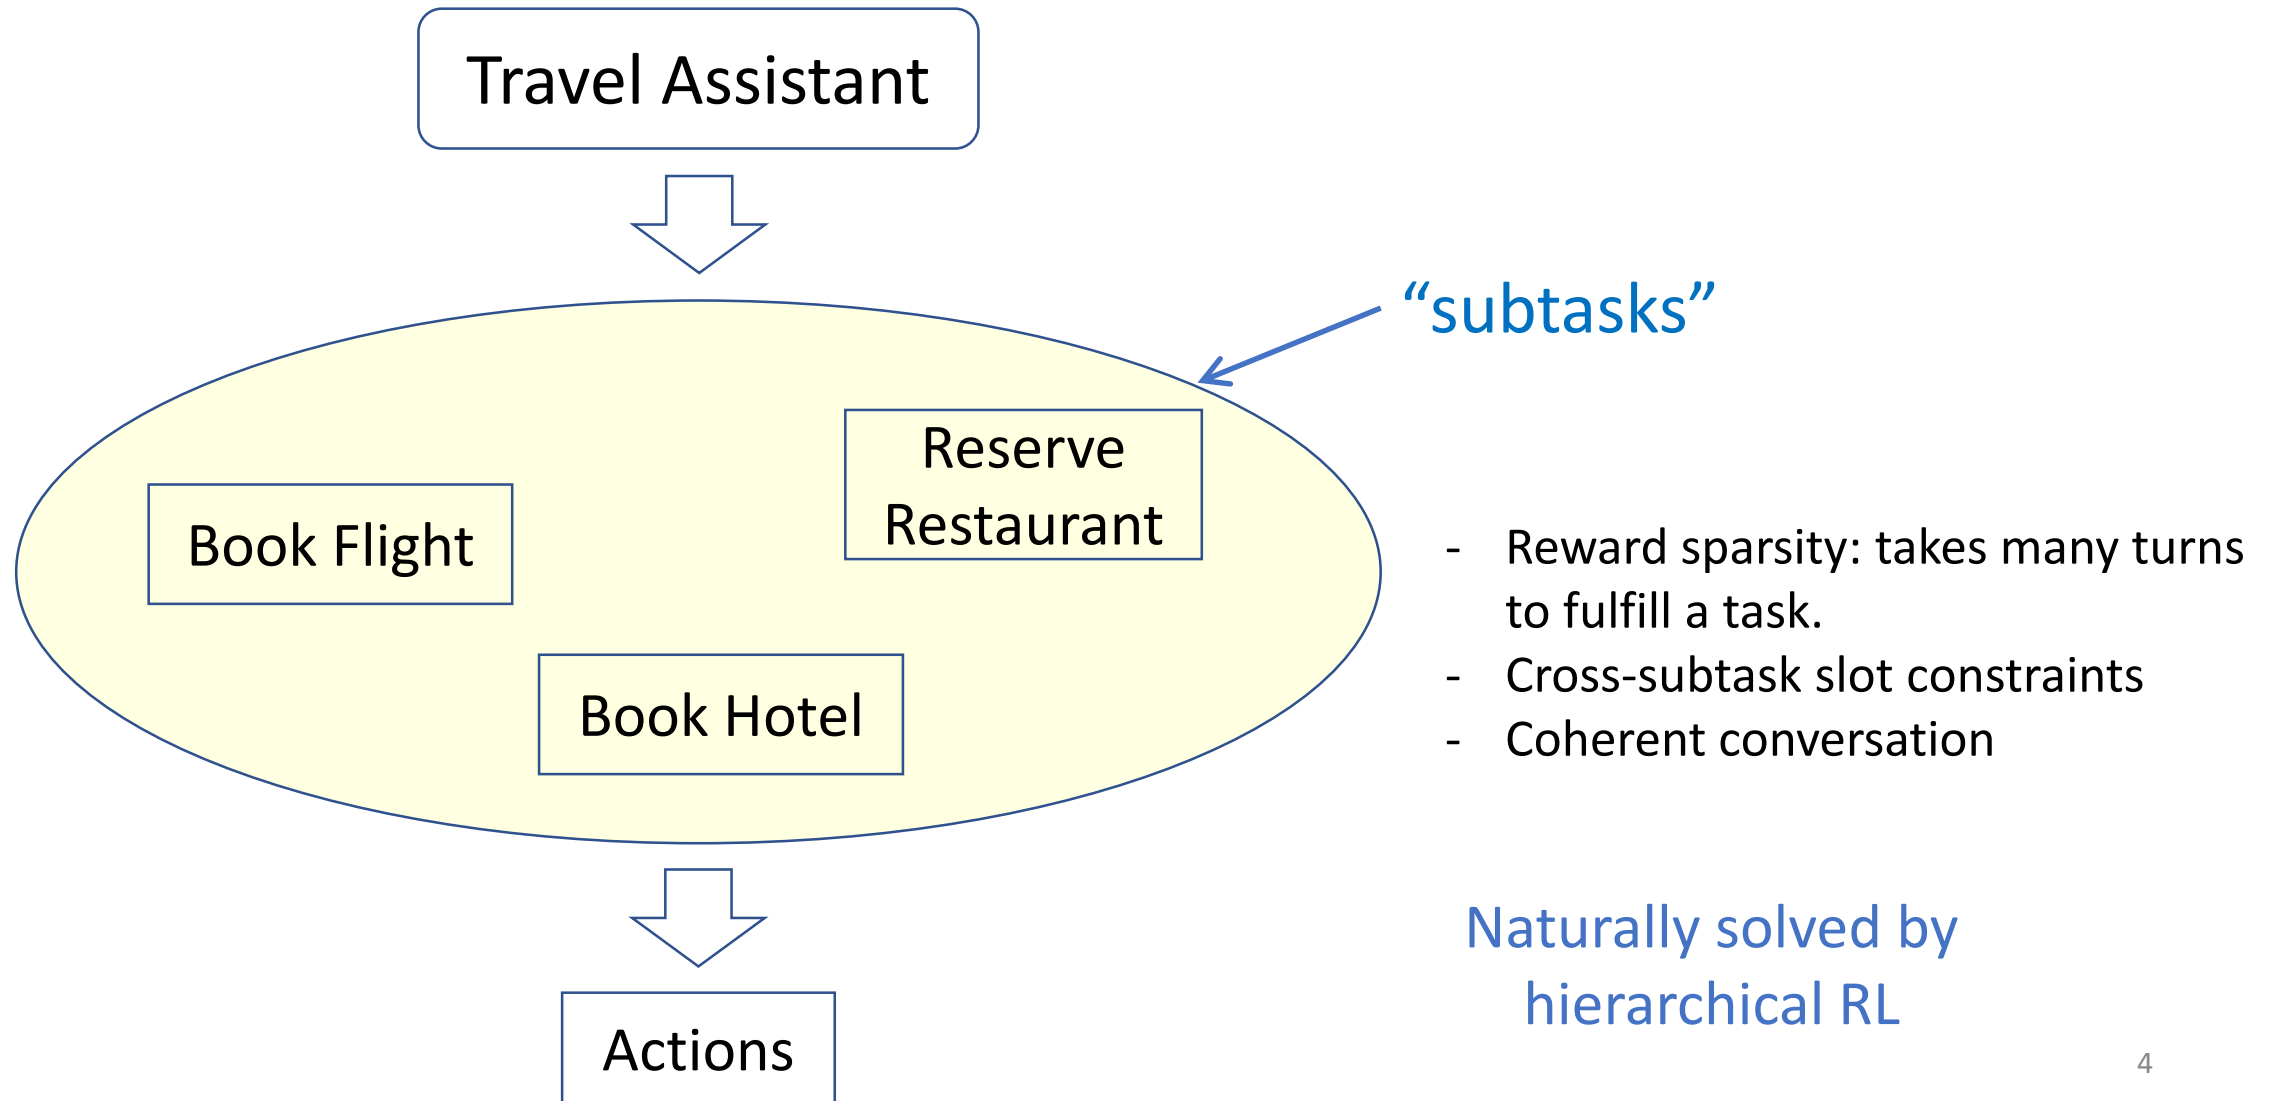 Travel Assistant
“subtasks”
Reserve
Restaurant
Book Flight
Book Hotel
- Reward sparsity: takes many turns
to fulfill a task.
- Cross-subtask slot constraints
- Coherent conversation
Naturally solved by
hierarchical RL
Actions
4